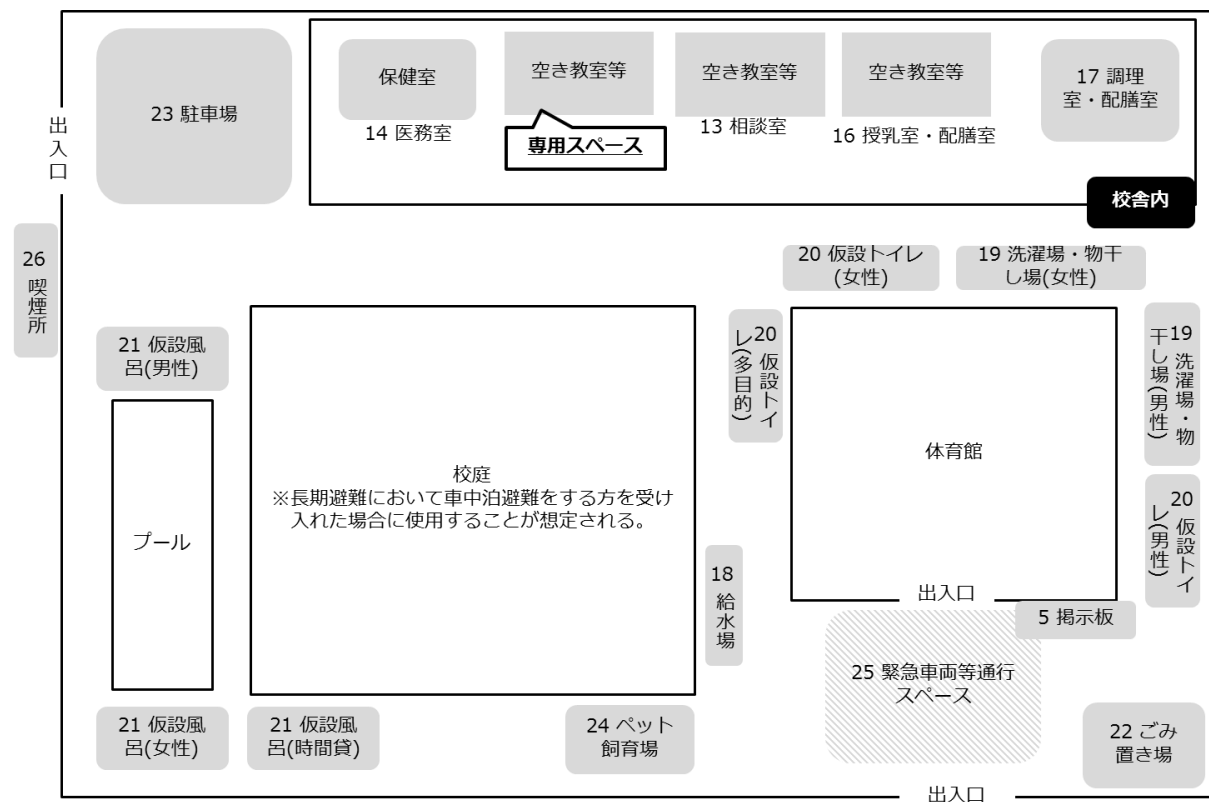 23 駐車場
保健室
14 医務室
空き教室等
専用スペース
空き教室等
13 相談室
空き教室等
16 授乳室・配膳室
17 調理
室・配膳室
校舎内
出入口
26 喫煙所
20 仮設トイレ
(女性)
19 洗濯場・物干
し場(女性)
21 仮設風
呂(男性)
プール
校庭
※長期避難において車中泊避難をする方を受け
入れた場合に使用することが想定される。
20 仮設トイ
レ(多目的)
体育館
19 洗濯場・物
干し場(男性)
20 仮設トイ
レ(男性)
18 給水場
出入口
5 掲示板
25 緊急車両等通行
スペース
21 仮設風
呂(女性)
21 仮設風
呂(時間貸)
24 ペット
飼育場
22 ごみ
置き場
出入口